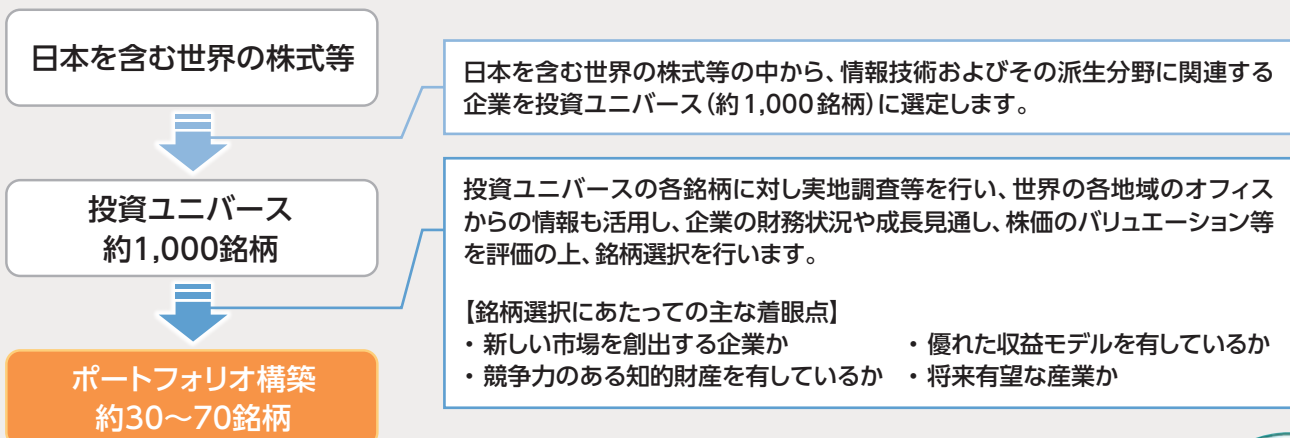 日本を含む世界の株式等
日本を含む世界の株式等の中から、情報技術およびその派生分野に関連する
企業を投資ユニバース(約1,000銘柄)に選定します。
投資ユニバース
約1,000銘柄
投資ユニバースの各銘柄に対し実地調査等を行い、世界の各地域のオフィス
からの情報も活用し、企業の財務状況や成長見通し、株価のバリュエーション等
を評価の上、銘柄選択を行います。
【銘柄選択にあたっての主な着眼点】
・新しい市場を創出する企業か ・優れた収益モデルを有しているか
・競争力のある知的財産を有しているか ・将来有望な産業か
ポートフォリオ構築
約30～70銘柄